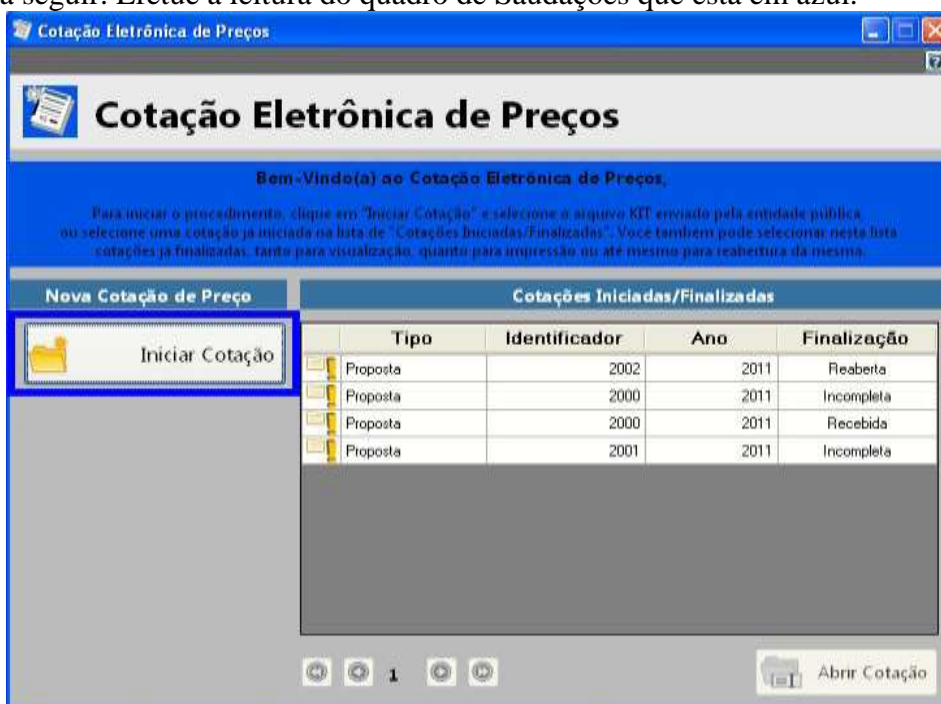 a seguir. Efetue a leitura do quadro de Saudações que está em azul.
Cotação Eletrônica de Preços
Cotação Eletrônica de Preços
Bem-Vindo(a) ao Cotação Eletrônica de Preços,
Para iniciar o procedimento, clique em "Iniciar Cotação" e selecione o arquivo KIT enviado pela entidade pública,
ou selecione uma cotação já iniciada na lista de "Cotações Iniciadas/Finalizadas". Você também pode selecionar nesta lista
cotações já finalizadas, tanto para visualização, quanto para impressão ou até mesmo para reabertura da mesma.
Nova Cotação de Preço
Cotações Iniciadas/Finalizadas
Iniciar Cotação
Tipo Identificador Ano Finalização
Proposta 2002 2011 Reaberta
Proposta 2000 2011 Incompleta
Proposta 2000 2011 Recebida
Proposta 2001 2011 Incompleta
1
Abrir Cotação